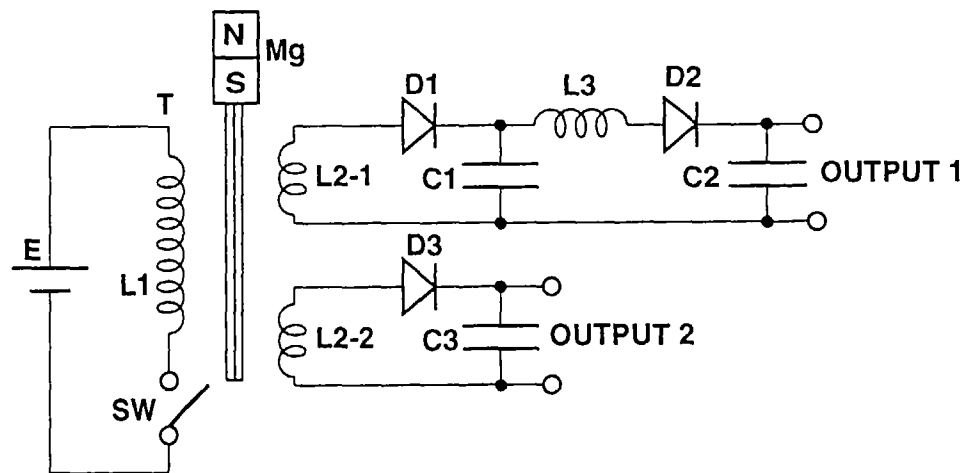 N
Mg
S
T
D1
L3
D2
L2-1
C1
C2
OUTPUT 1
E
L1
D3
L2-2
C3
OUTPUT 2
SW